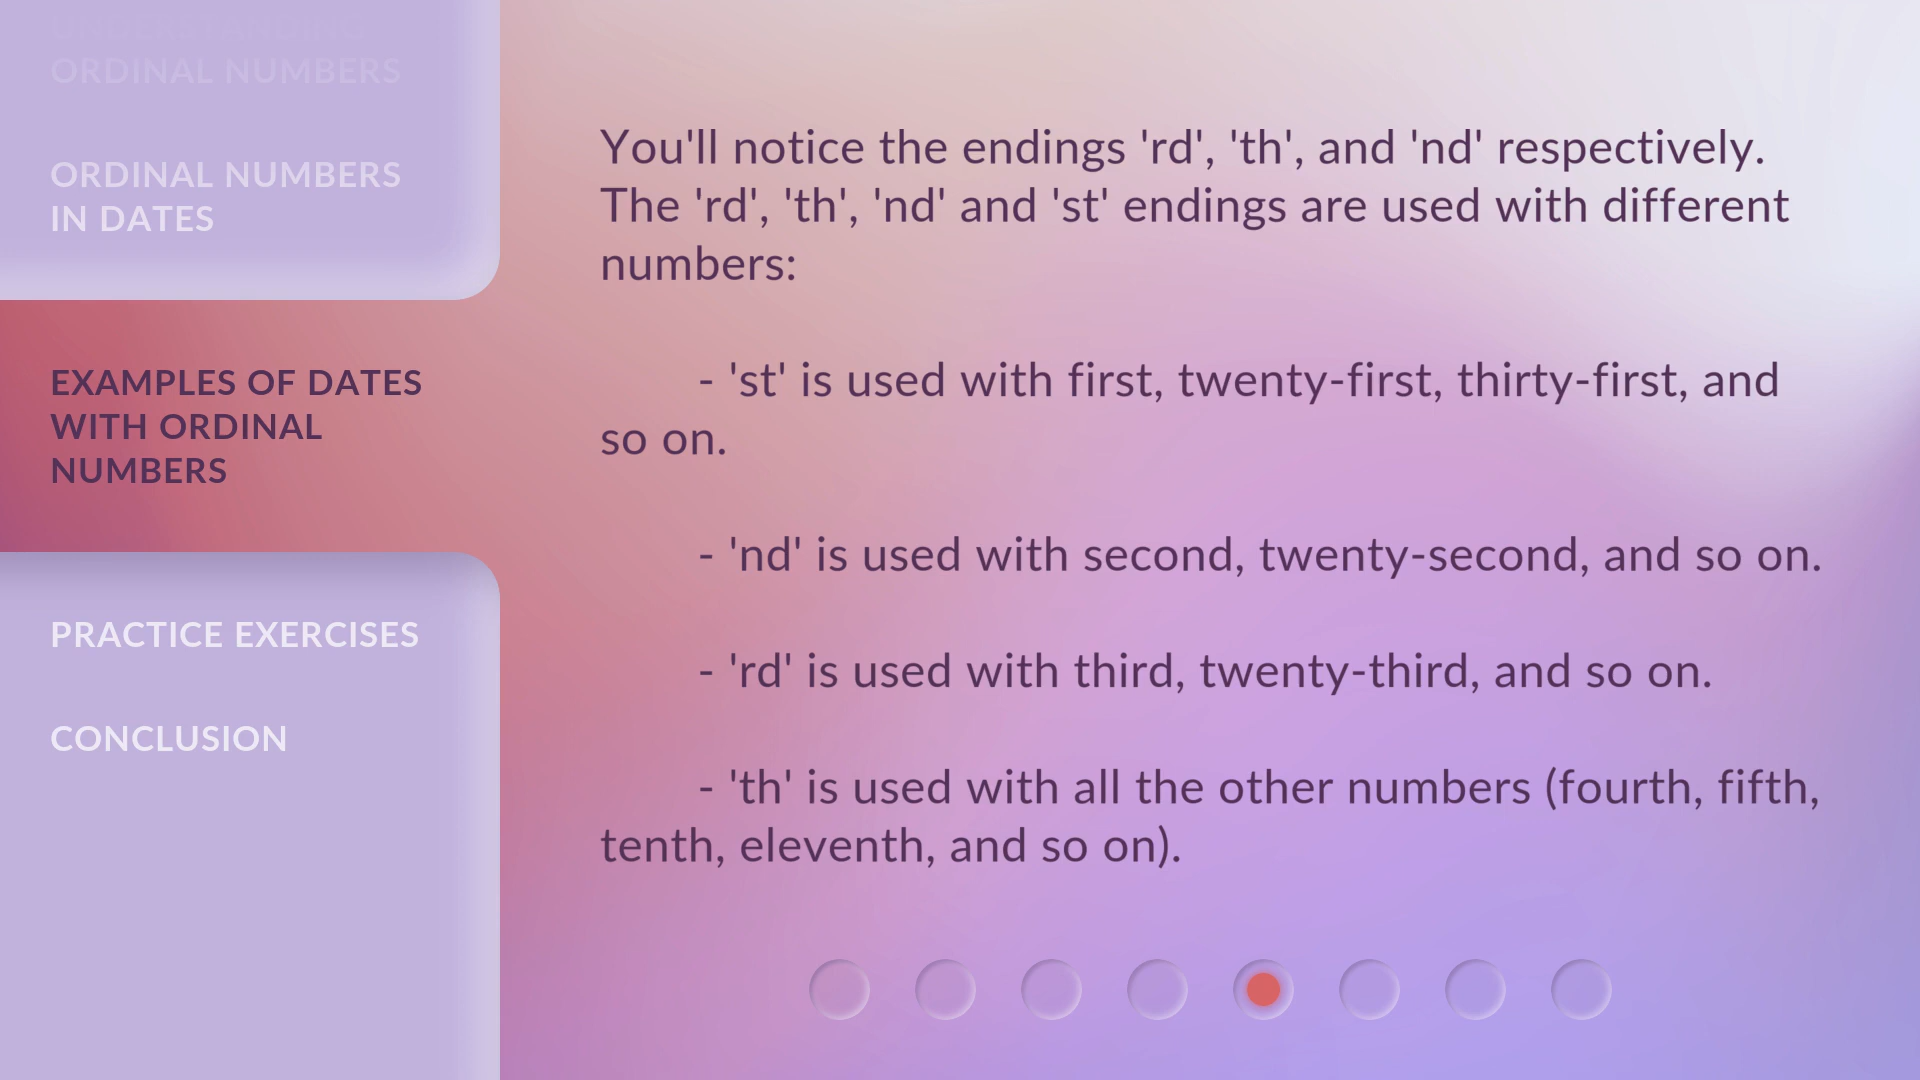 UNDERSTANDING
ORDINAL NUMBERS
ORDINAL NUMBERS
IN DATES
EXAMPLES OF DATES
WITH ORDINAL
NUMBERS
PRACTICE EXERCISES
CONCLUSION
You'll notice the endings 'rd', 'th', and 'nd' respectively.
The 'rd', 'th', 'nd' and 'st' endings are used with different
numbers:
- 'st' is used with first, twenty-first, thirty-first, and
so on.
- 'nd' is used with second, twenty-second, and so on.
- 'rd' is used with third, twenty-third, and so on.
- 'th' is used with all the other numbers (fourth, fifth,
tenth, eleventh, and so on).